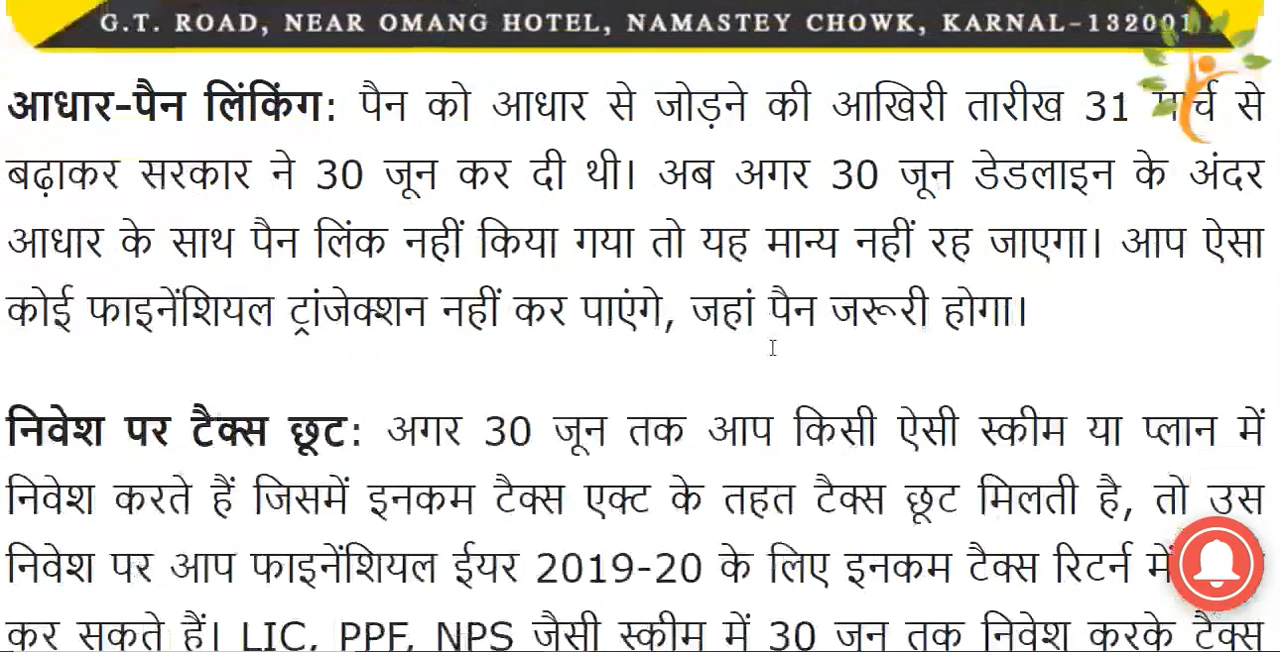 G.T. ROAD, NEAR OMANG HOTEL, NAMASTEY CHOWK, KARNAL-132001
आधार-पैन लिंकिंग: पैन को आधार से जोड़ने की आखिरी तारीख 31 मार्च से
बढ़ाकर सरकार ने 30 जून कर दी थी। अब अगर 30 जून डेडलाइन के अंदर
आधार के साथ पैन लिंक नहीं किया गया तो यह मान्य नहीं रह जाएगा। आप ऐसा
कोई फाइनेंशियल ट्रांजेक्शन नहीं कर पाएंगे, जहां पैन जरूरी होगा।
निवेश पर टैक्स छूट: अगर 30 जून तक आप किसी ऐसी स्कीम या प्लान में
निवेश करते हैं जिसमें इनकम टैक्स एक्ट के तहत टैक्स छूट मिलती है, तो उस
निवेश पर आप फाइनेंशियल ईयर 2019-20 के लिए इनकम टैक्स रिटर्न में
कर सकते हैं। LIC, PPF, NPS जैसी स्कीम में 30 जून तक निवेश करके टैक्स